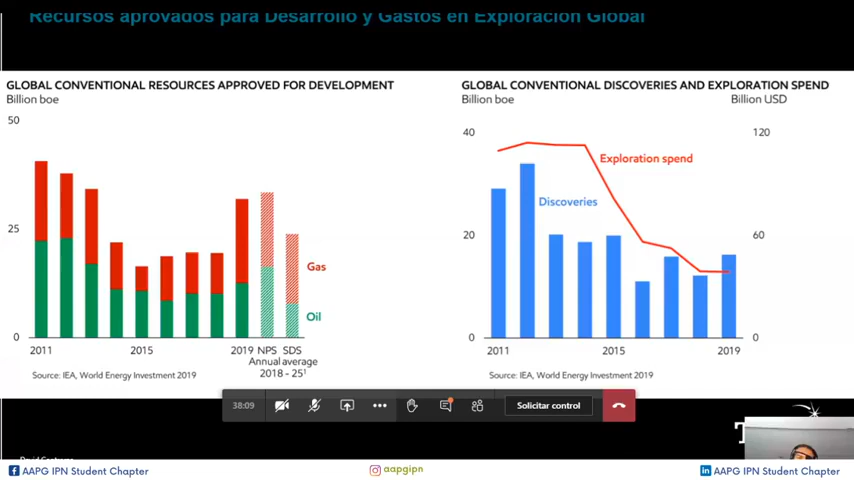 Recursos aprovados para Desarrollo y Gastos en Exploración Global
GLOBAL CONVENTIONAL RESOURCES APPROVED FOR DEVELOPMENT
Billion boe
50
25
0
Gas
Oil
2011
2015
2019
NPS
SDS
Annual average
2018 - 25¹
Source: IEA, World Energy Investment 2019
GLOBAL CONVENTIONAL DISCOVERIES AND EXPLORATION SPEND
Billion boe
Billion USD
40
120
Exploration spend
Discoveries
20
60
0
0
2011
2015
2019
Source: IEA, World Energy Investment 2019
38:09
Solicitar control
AAPG IPN Student Chapter
aapgipn
AAPG IPN Student Chapter